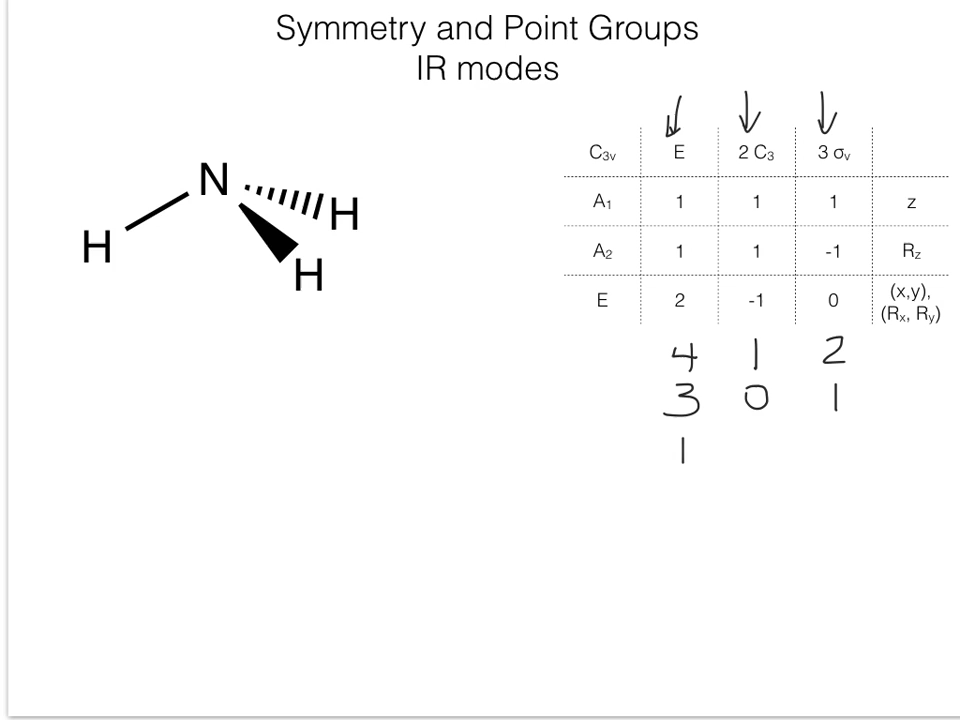 Symmetry and Point Groups
IR modes
N
H
H
H
C3v E 2 C3 3 σv
A1 1 1 1 z
A2 1 1 -1 Rz
E 2 -1 0 (x,y),
(Rx, Ry)
4 1 2
3 0 1
1